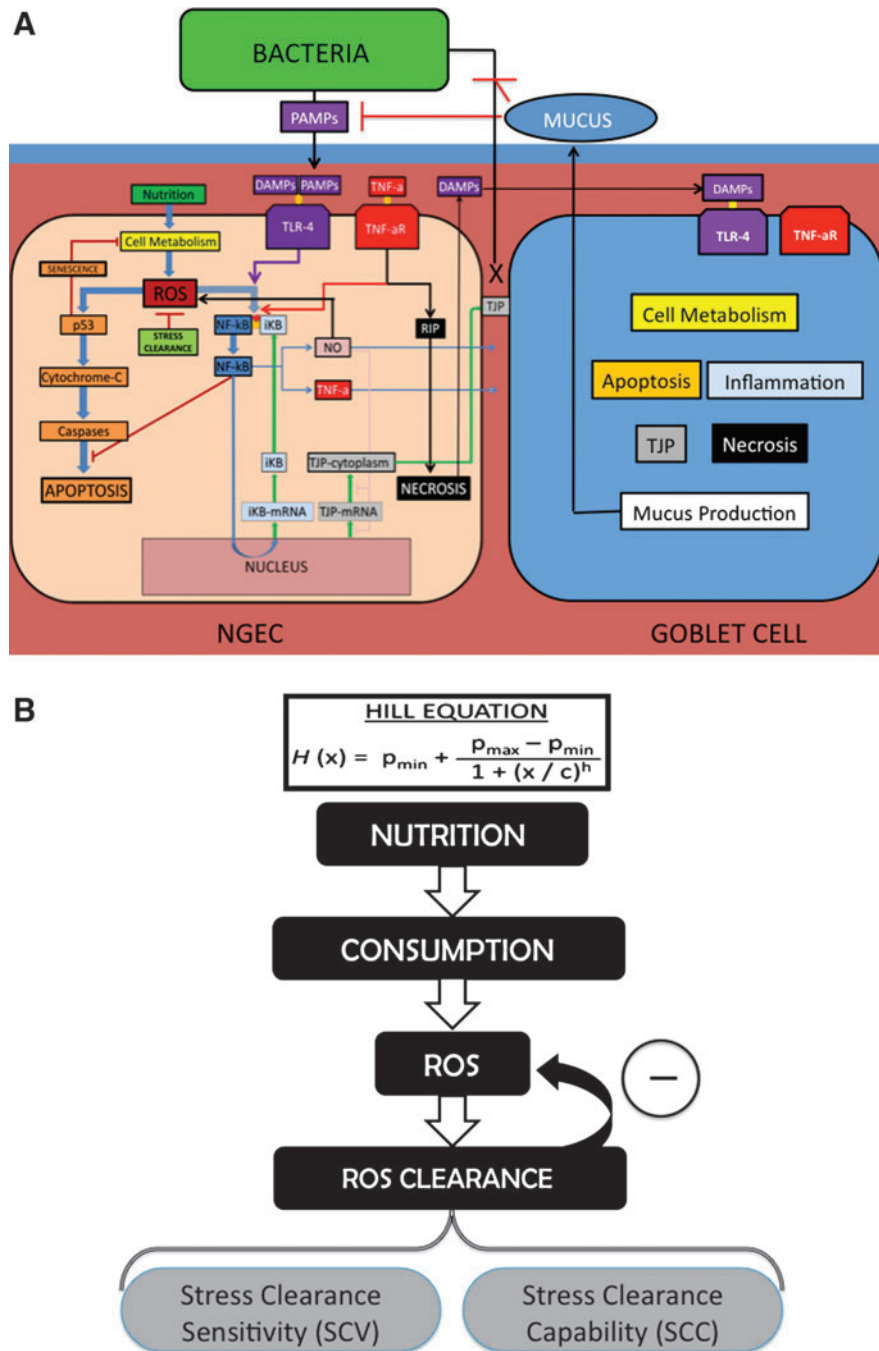 A
BACTERIA
PAMPs
MUCUS
DAMPs PAMPs
TNF-a
DAMPs
DAMPs
Nutrition
TLR-4
TNF-aR
TLR-4
TNF-aR
Cell Metabolism
SENESCENCE
ROS
X
TJP
p53
STRESS
CLEARANCE
NF-kB
iKB
NO
RIP
NF-kB
TNF-a
Cytochrome-C
Caspases
APOPTOSIS
iKB
TJP-cytoplasm
NECROSIS
iKB-mRNA
TJP-mRNA
NUCLEUS
Cell Metabolism
Apoptosis
Inflammation
TJP
Necrosis
Mucus Production
NGEC
GOBLET CELL
B
HILL EQUATION
H (x) = pmin + pmax − pmin / 1 + (x / c)^h
NUTRITION
CONSUMPTION
ROS
−
ROS CLEARANCE
Stress Clearance
Sensitivity (SCV)
Stress Clearance
Capability (SCC)